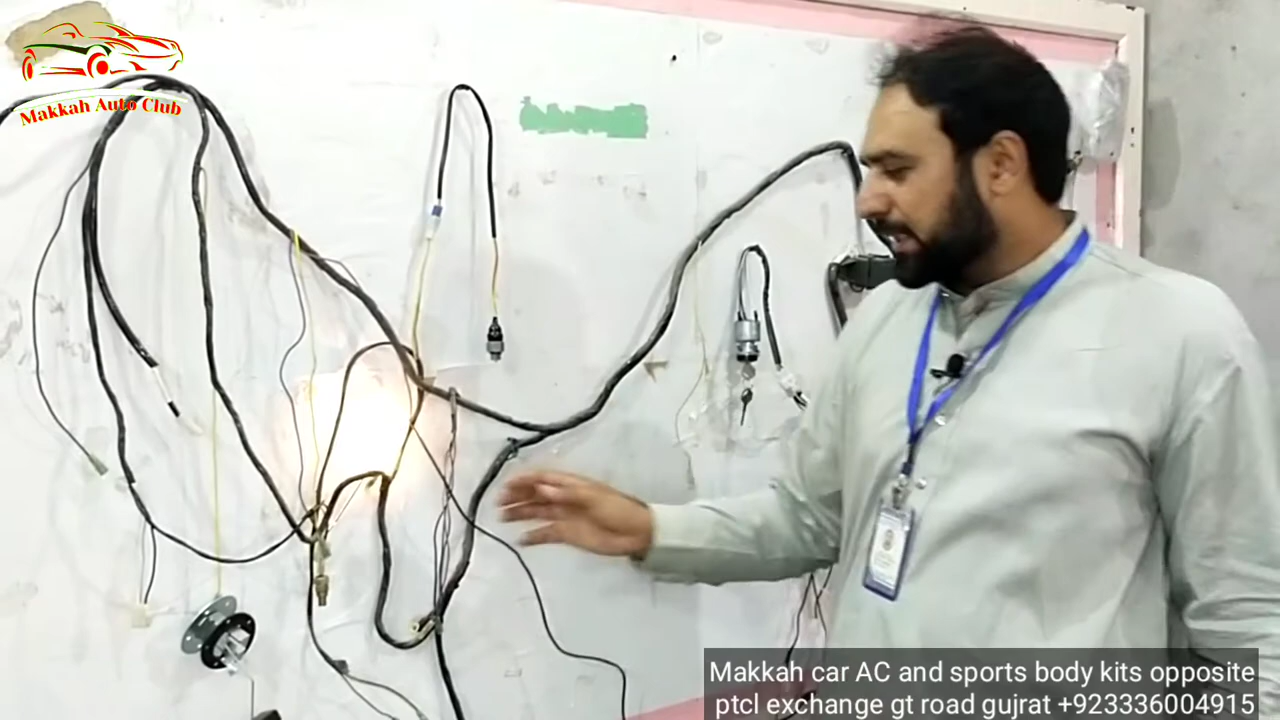 Makkah Auto Club
Makkah car AC and sports body kits opposite
ptcl exchange gt road gujrat +923336004915